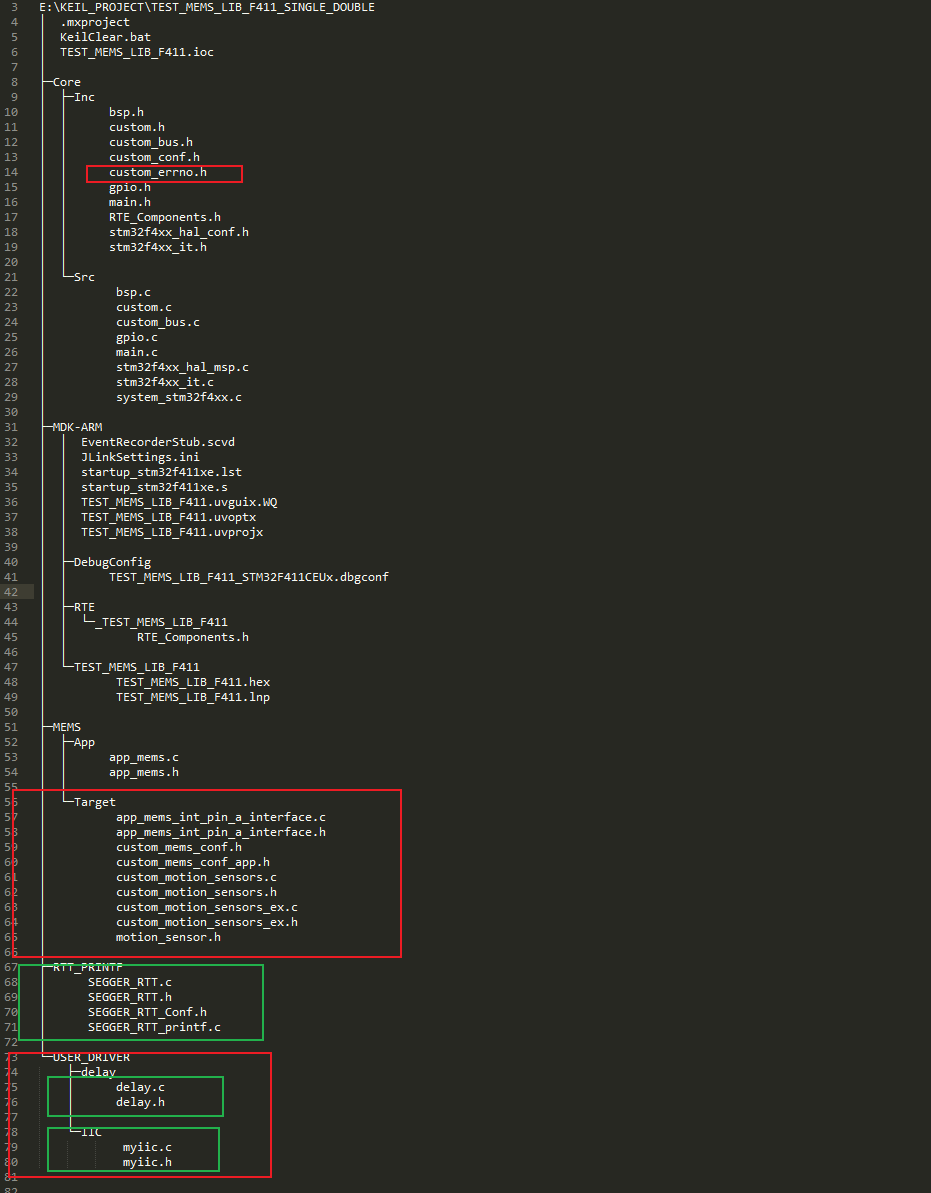 3 E:\KEIL_PROJECT\TEST_MEMS_LIB_F411_SINGLE_DOUBLE
4 .mxproject
5 KeilClear.bat
6 TEST_MEMS_LIB_F411.ioc
7
8 Core
9 Inc
10 bsp.h
11 custom.h
12 custom_bus.h
13 custom_conf.h
14 custom_errno.h
15 gpio.h
16 main.h
17 RTE_Components.h
18 stm32f4xx_hal_conf.h
19 stm32f4xx_it.h
20
21 Src
22 bsp.c
23 custom.c
24 custom_bus.c
25 gpio.c
26 main.c
27 stm32f4xx_hal_msp.c
28 stm32f4xx_it.c
29 system_stm32f4xx.c
30
31 MDK-ARM
32 EventRecorderStub.scvd
33 JLinkSettings.ini
34 startup_stm32f411xe.lst
35 startup_stm32f411xe.s
36 TEST_MEMS_LIB_F411.uvguix.WQ
37 TEST_MEMS_LIB_F411.uvoptx
38 TEST_MEMS_LIB_F411.uvprojx
39
40 DebugConfig
41 TEST_MEMS_LIB_F411_STM32F411CEUx.dbgconf
42
43 RTE
44 _TEST_MEMS_LIB_F411
45 RTE_Components.h
46
47 TEST_MEMS_LIB_F411
48 TEST_MEMS_LIB_F411.hex
49 TEST_MEMS_LIB_F411.lnp
50
51 MEMS
52 App
53 app_mems.c
54 app_mems.h
55
56 Target
57 app_mems_int_pin_a_interface.c
58 app_mems_int_pin_a_interface.h
59 custom_mems_conf.h
60 custom_mems_conf_app.h
61 custom_motion_sensors.c
62 custom_motion_sensors.h
63 custom_motion_sensors_ex.c
64 custom_motion_sensors_ex.h
65 motion_sensor.h
66
67 RTT_PRINTF
68 SEGGER_RTT.c
69 SEGGER_RTT.h
70 SEGGER_RTT_Conf.h
71 SEGGER_RTT_printf.c
72
73 USER_DRIVER
74 delay
75 delay.c
76 delay.h
77
78 IIC
79 myiic.c
80 myiic.h
81
82